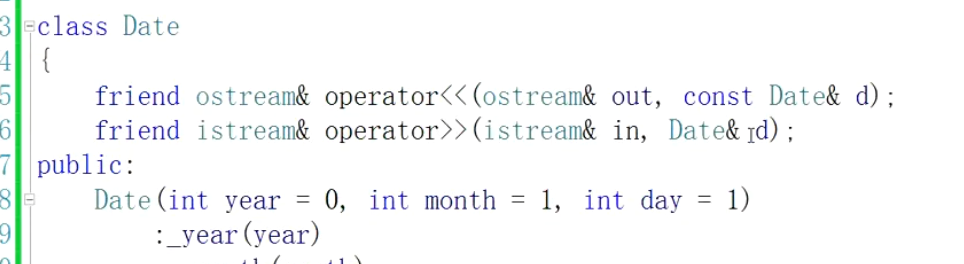 3 class Date
4 {
5 friend ostream& operator<<(ostream& out, const Date& d);
6 friend istream& operator>>(istream& in, Date& d);
7 public:
8 Date(int year = 0, int month = 1, int day = 1)
9 :_year(year)